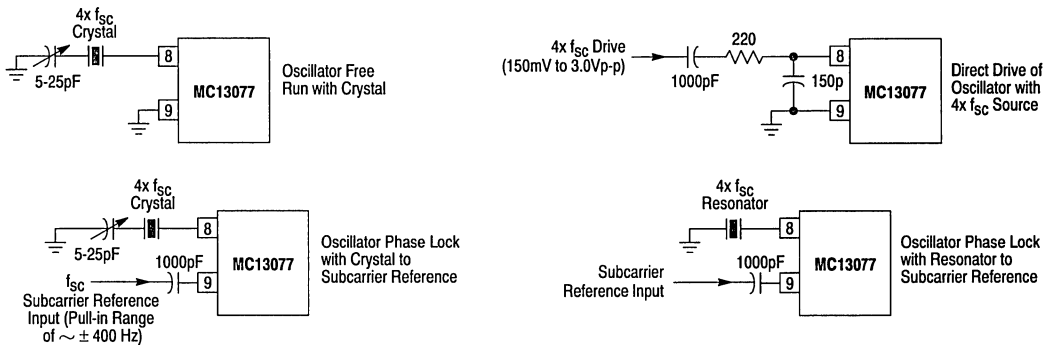 4x fSC
Crystal
5-25pF
8
9
MC13077
Oscillator Free
Run with Crystal
4x fSC Drive
(150mV to 3.0Vp-p)
1000pF
220
150p
8
9
MC13077
Direct Drive of
Oscillator with
4x fSC Source
4x fSC
Crystal
5-25pF
8
1000pF
9
MC13077
fSC
Subcarrier Reference
Input (Pull-in Range
of ~ ± 400 Hz)
Oscillator Phase Lock
with Crystal to
Subcarrier Reference
4x fSC
Resonator
8
Subcarrier
Reference Input
1000pF
9
MC13077
Oscillator Phase Lock
with Resonator to
Subcarrier Reference